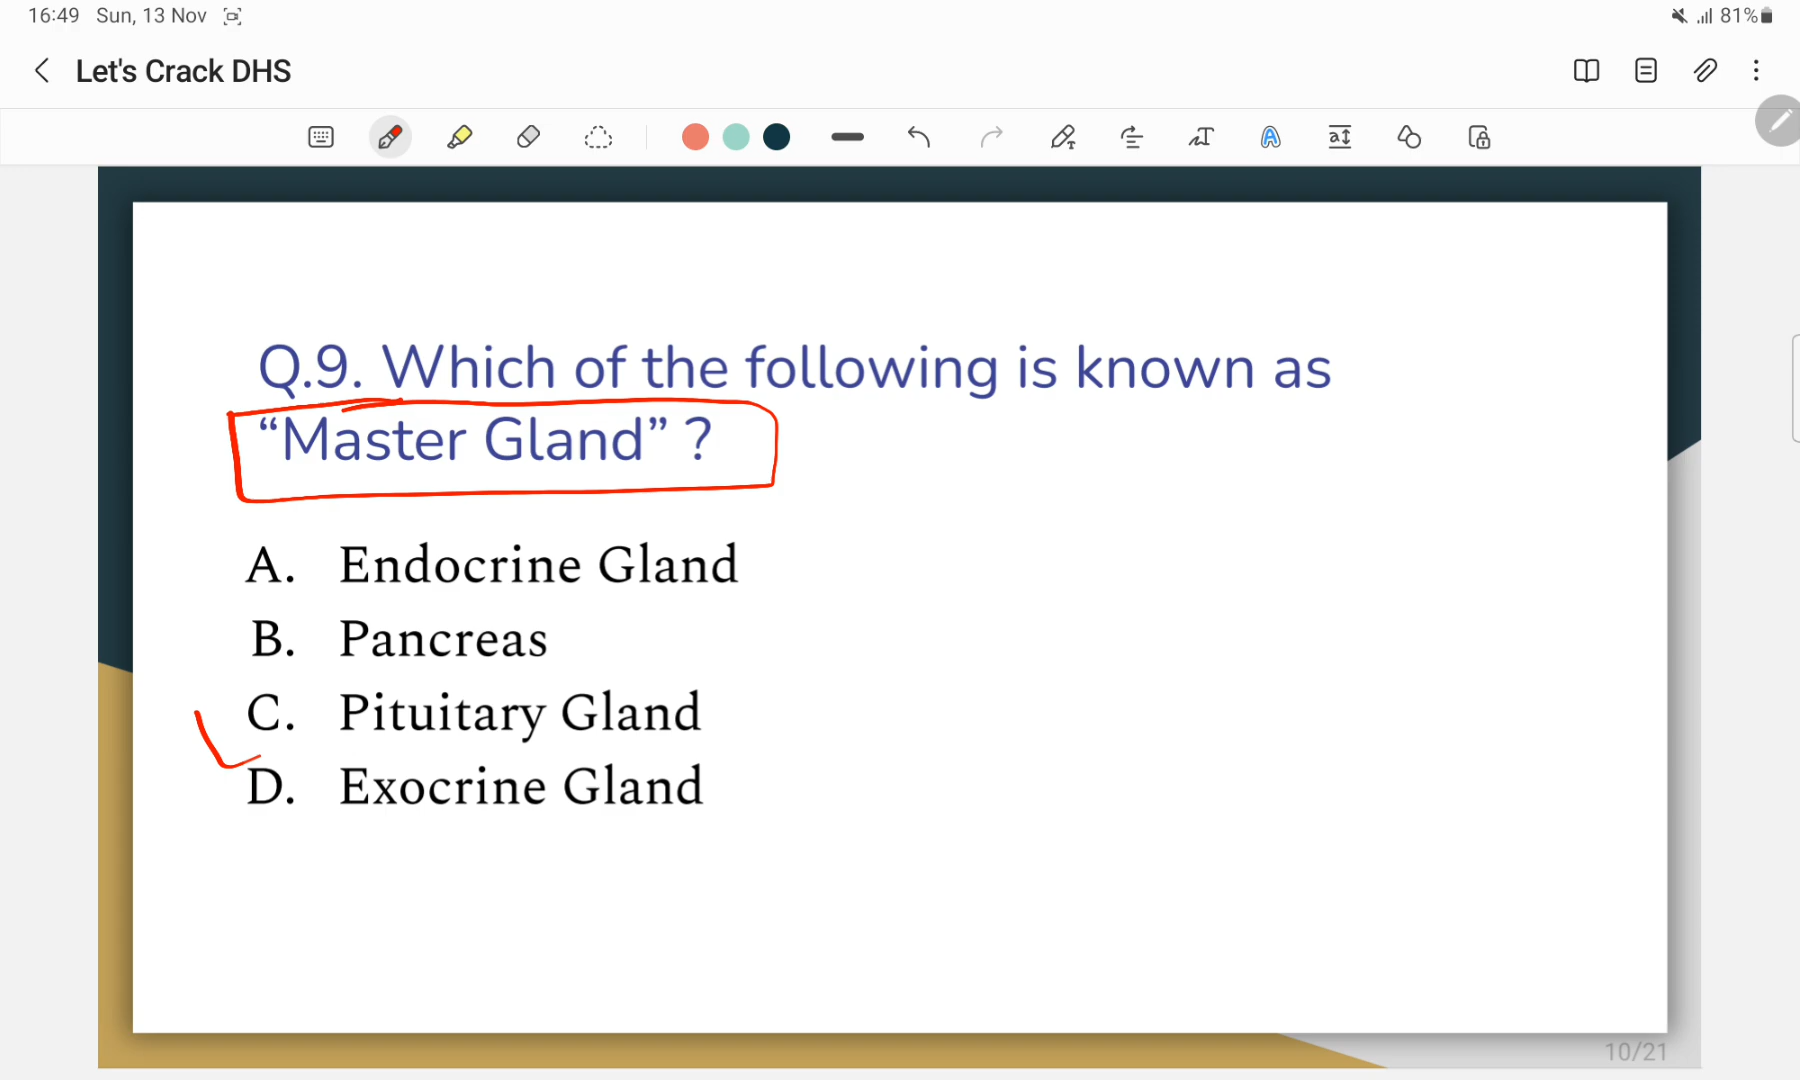 16:49 Sun, 13 Nov
81%
Let's Crack DHS
Q.9. Which of the following is known as
“Master Gland” ?
A. Endocrine Gland
B. Pancreas
C. Pituitary Gland
D. Exocrine Gland
10/21